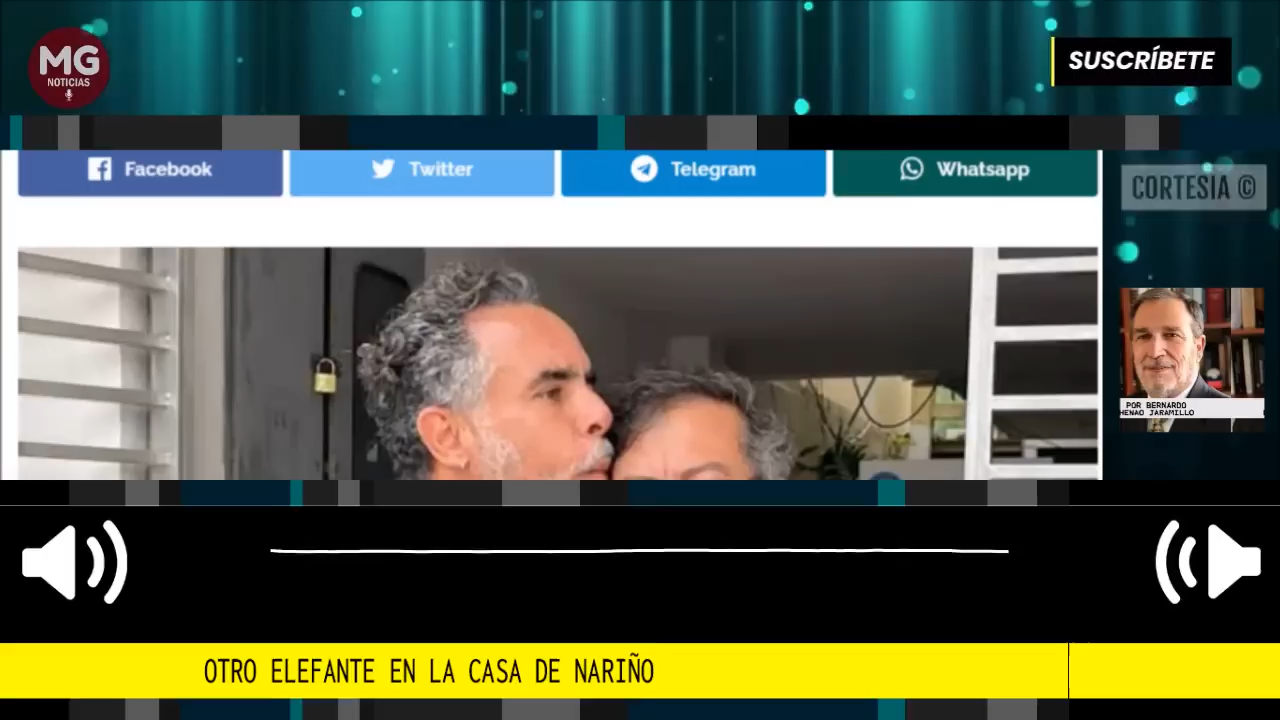 MG
NOTICIAS
SUSCRÍBETE
Facebook
Twitter
Telegram
Whatsapp
CORTESIA ©
POR BERNARDO
HENAO JARAMILLO
OTRO ELEFANTE EN LA CASA DE NARIÑO